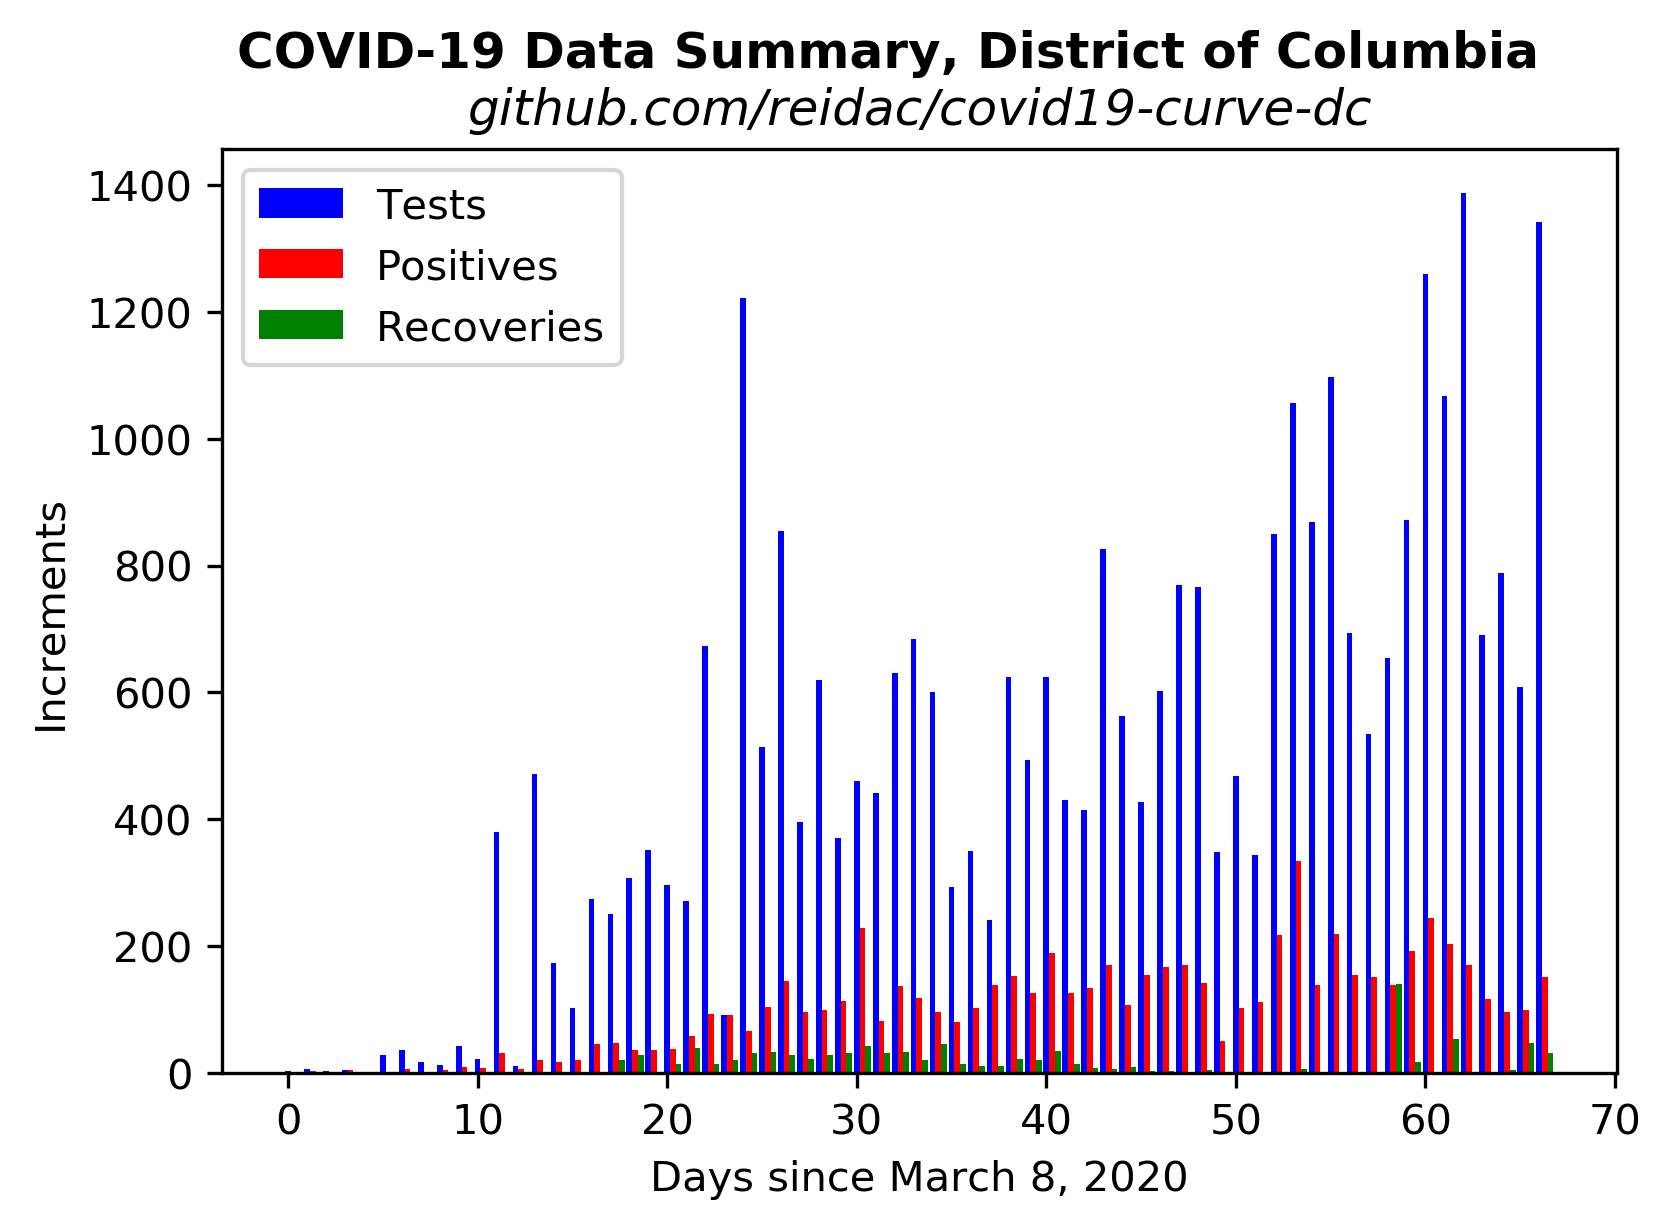 COVID-19 Data Summary, District of Columbia
github.com/reidac/covid19-curve-dc
Tests
Positives
Recoveries
1400
1200
1000
800
600
400
200
0
Increments
0 10 20 30 40 50 60 70
Days since March 8, 2020